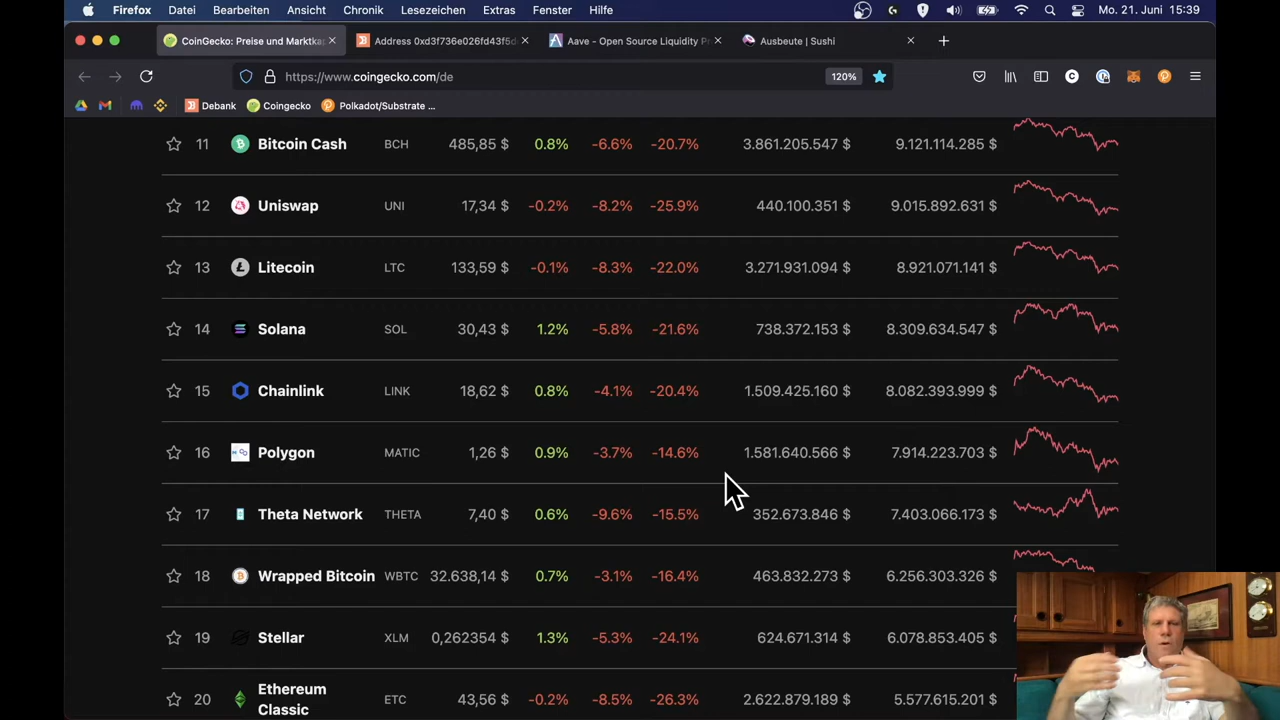 Firefox Datei Bearbeiten Ansicht Chronik Lesezeichen Extras Fenster Hilfe Mo. 21. Juni 15:39
CoinGecko: Preise und Marktka Address 0xd3f736e026fd43f5d Aave - Open Source Liquidity P Ausbeute | Sushi
https://www.coingecko.com/de 120%
Debank Coingecko Polkadot/Substrate ...
11 Bitcoin Cash BCH 485,85 $ 0.8% -6.6% -20.7% 3.861.205.547 $ 9.121.114.285 $
12 Uniswap UNI 17,34 $ -0.2% -8.2% -25.9% 440.100.351 $ 9.015.892.631 $
13 Litecoin LTC 133,59 $ -0.1% -8.3% -22.0% 3.271.931.094 $ 8.921.071.141 $
14 Solana SOL 30,43 $ 1.2% -5.8% -21.6% 738.372.153 $ 8.309.634.547 $
15 Chainlink LINK 18,62 $ 0.8% -4.1% -20.4% 1.509.425.160 $ 8.082.393.999 $
16 Polygon MATIC 1,26 $ 0.9% -3.7% -14.6% 1.581.640.566 $ 7.914.223.703 $
17 Theta Network THETA 7,40 $ 0.6% -9.6% -15.5% 352.673.846 $ 7.403.066.173 $
18 Wrapped Bitcoin WBTC 32.638,14 $ 0.7% -3.1% -16.4% 463.832.273 $ 6.256.303.326 $
19 Stellar XLM 0,262354 $ 1.3% -5.3% -24.1% 624.671.314 $ 6.078.853.405 $
20 Ethereum Classic ETC 43,56 $ -0.2% -8.5% -26.3% 2.622.879.189 $ 5.577.615.201 $